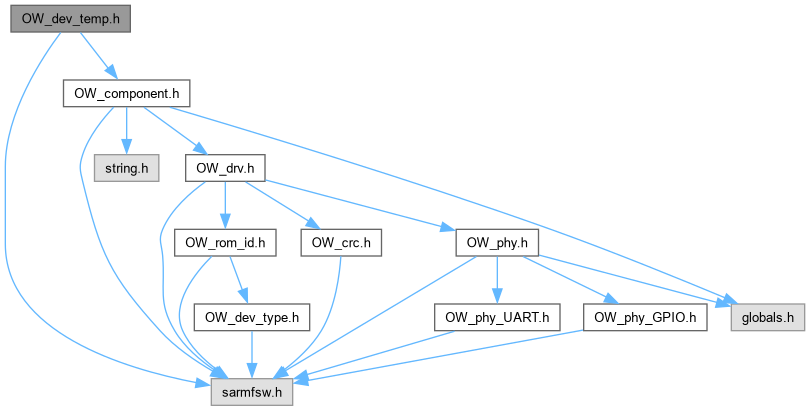 OW_dev_temp.h
OW_component.h
string.h
OW_drv.h
OW_rom_id.h
OW_crc.h
OW_phy.h
OW_dev_type.h
OW_phy_UART.h
OW_phy_GPIO.h
globals.h
sarmfsw.h